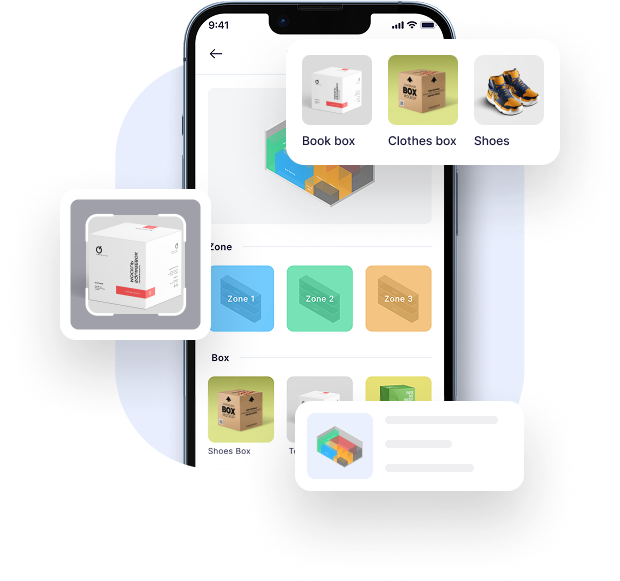 9:41
Book box
Clothes box
Shoes
Zone
Zone 1
Zone 2
Zone 3
Box
BOX
BOX
Shoes Box